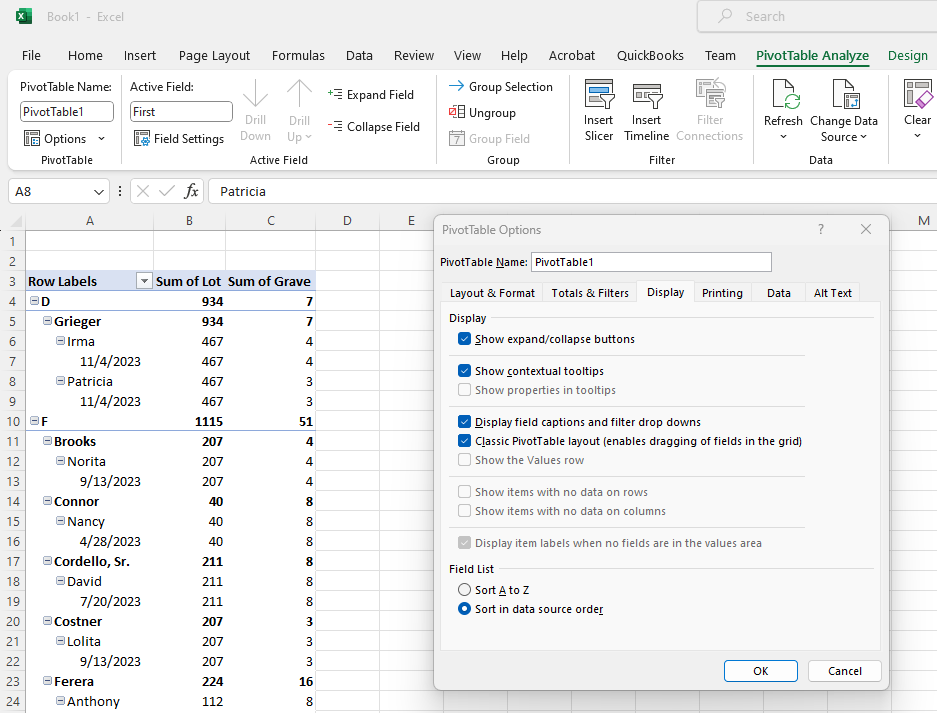 Book1 - Excel
Search
File Home Insert Page Layout Formulas Data Review View Help Acrobat QuickBooks Team PivotTable Analyze Design
PivotTable Name:
PivotTable1
Options
PivotTable
Active Field:
First
Field Settings
Drill Down
Drill Up
Expand Field
Collapse Field
Active Field
Group Selection
Ungroup
7 Group Field
Group
Insert Slicer
Insert Timeline
Filter Connections
Filter
Refresh
Change Data Source
Data
Clear
A8 fx Patricia
A B C D E M
1
2
3 Row Labels Sum of Lot Sum of Grave
4 D 934 7
5 Grieger 934 7
6 Irma 467 4
7 11/4/2023 467 4
8 Patricia 467 3
9 11/4/2023 467 3
10 F 1115 51
11 Brooks 207 4
12 Norita 207 4
13 9/13/2023 207 4
14 Connor 40 8
15 Nancy 40 8
16 4/28/2023 40 8
17 Cordello, Sr. 211 8
18 David 211 8
19 7/20/2023 211 8
20 Costner 207 3
21 Lolita 207 3
22 9/13/2023 207 3
23 Ferera 224 16
24 Anthony 112 8
PivotTable Options ?
PivotTable Name: PivotTable1
Layout & Format Totals & Filters Display Printing Data Alt Text
Display
Show expand/collapse buttons
Show contextual tooltips
Show properties in tooltips
Display field captions and filter drop downs
Classic PivotTable layout (enables dragging of fields in the grid)
Show the Values row
Show items with no data on rows
Show items with no data on columns
Display item labels when no fields are in the values area
Field List
Sort A to Z
Sort in data source order
OK Cancel